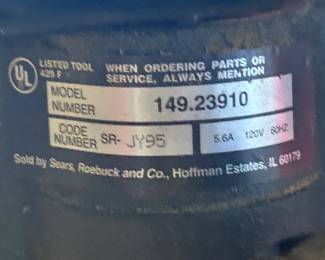 UL
LISTED TOOL
429 F
WHEN ORDERING PARTS OR
SERVICE, ALWAYS MENTION
MODEL
NUMBER
149.23910
CODE
NUMBER
SR- JY95
5.6A 120V 60HZ
Sold by Sears, Roebuck and Co., Hoffman Estates, IL 60179